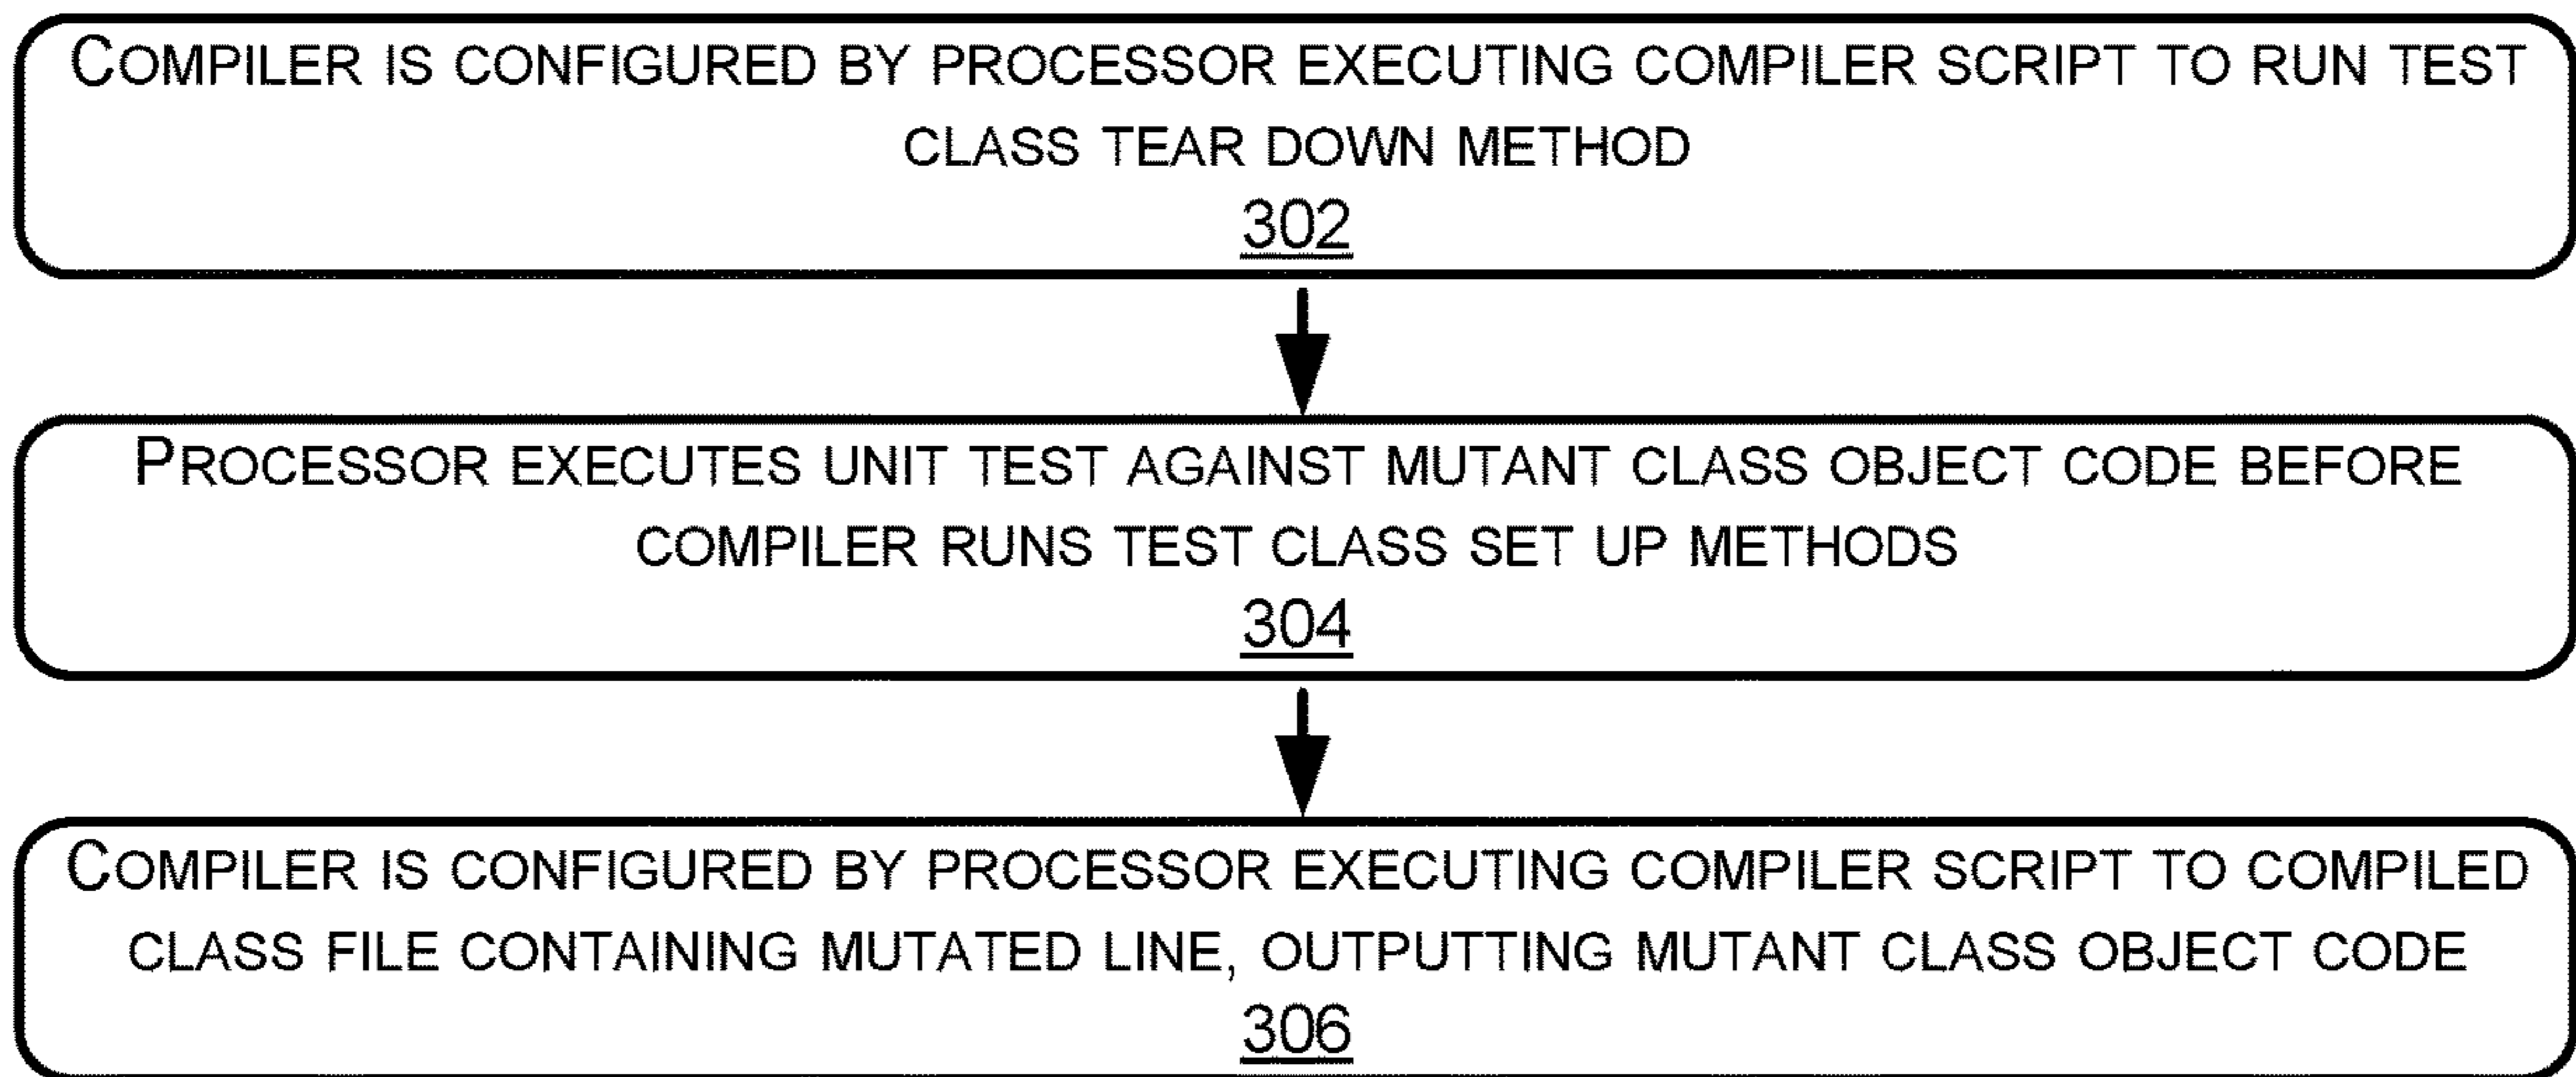 COMPILER IS CONFIGURED BY PROCESSOR EXECUTING COMPILER SCRIPT TO RUN TEST
CLASS TEAR DOWN METHOD
302
PROCESSOR EXECUTES UNIT TEST AGAINST MUTANT CLASS OBJECT CODE BEFORE
COMPILER RUNS TEST CLASS SET UP METHODS
304
COMPILER IS CONFIGURED BY PROCESSOR EXECUTING COMPILER SCRIPT TO COMPILED
CLASS FILE CONTAINING MUTATED LINE, OUTPUTTING MUTANT CLASS OBJECT CODE
306